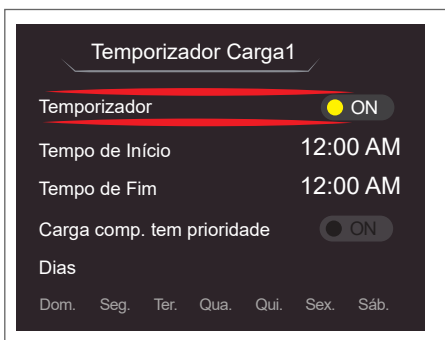 Temporizador Carga1
Temporizador ON
Tempo de Início 12:00 AM
Tempo de Fim 12:00 AM
Carga comp. tem prioridade ON
Dias
Dom. Seg. Ter. Qua. Qui. Sex. Sáb.